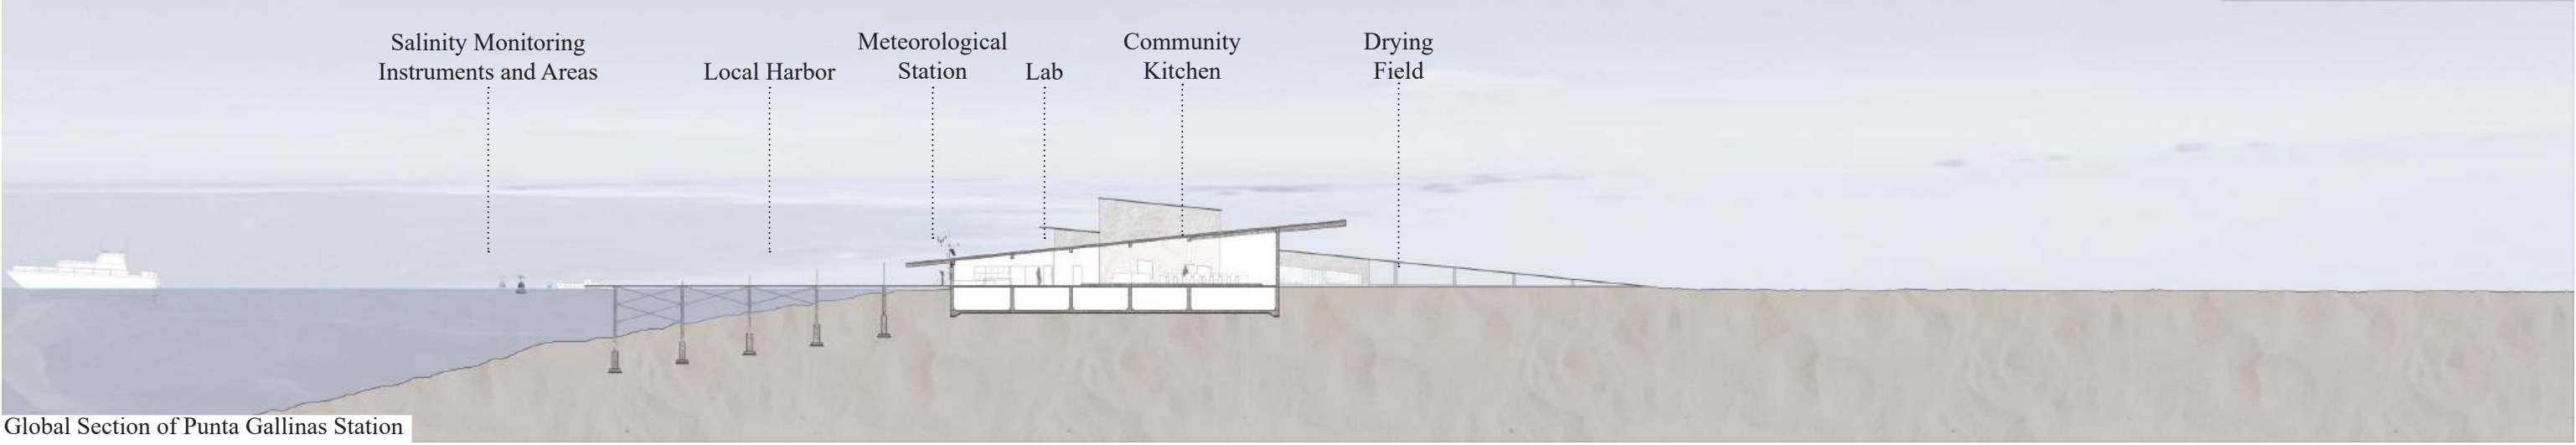 Salinity Monitoring
Instruments and Areas
Local Harbor
Meteorological
Station
Lab
Community
Kitchen
Drying
Field
Global Section of Punta Gallinas Station